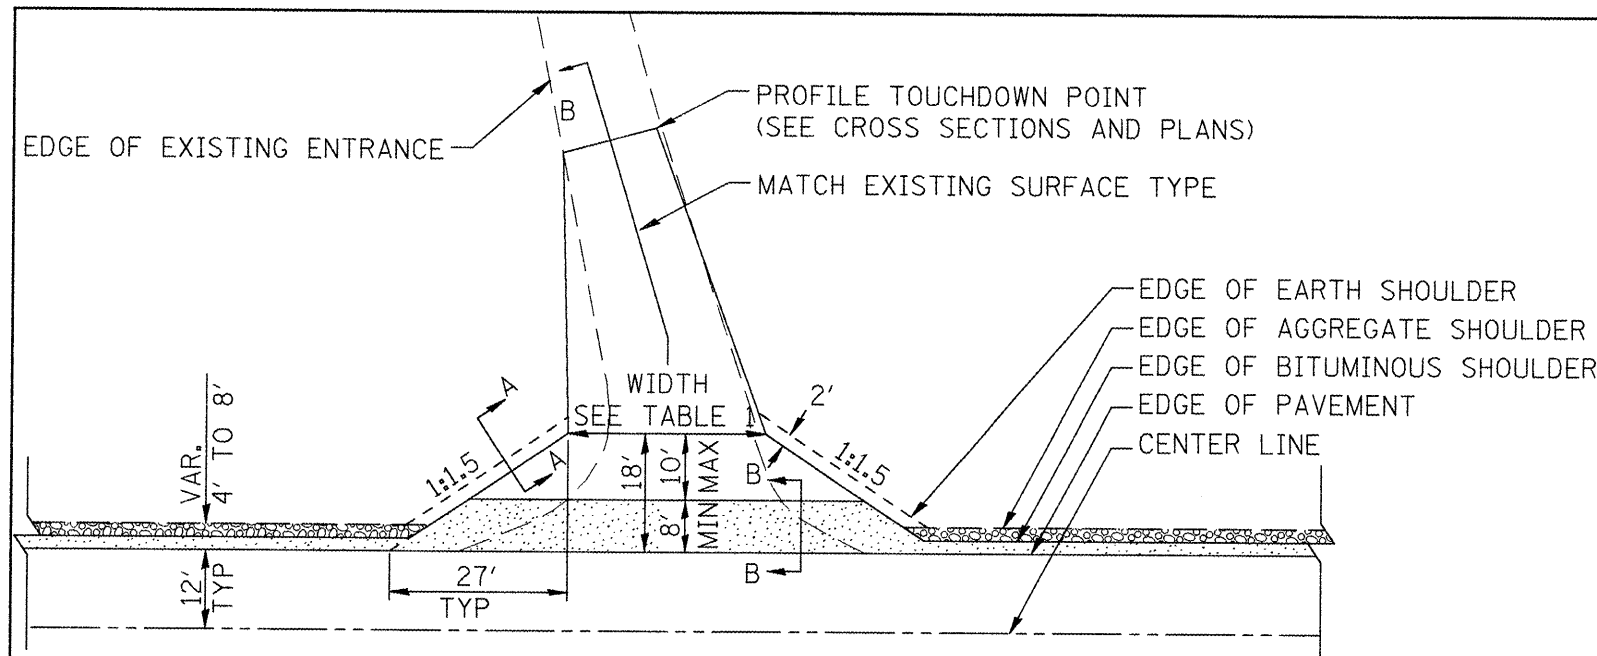 B
PROFILE TOUCHDOWN POINT
(SEE CROSS SECTIONS AND PLANS)
EDGE OF EXISTING ENTRANCE
MATCH EXISTING SURFACE TYPE
EDGE OF EARTH SHOULDER
EDGE OF AGGREGATE SHOULDER
EDGE OF BITUMINOUS SHOULDER
EDGE OF PAVEMENT
CENTER LINE
WIDTH
SEE TABLE 1
2'
A
A
1:1.5
1:1.5
VAR.
4' TO 8'
18'
10'
MAX
8'
MIN
B
B
12'
TYP
27'
TYP